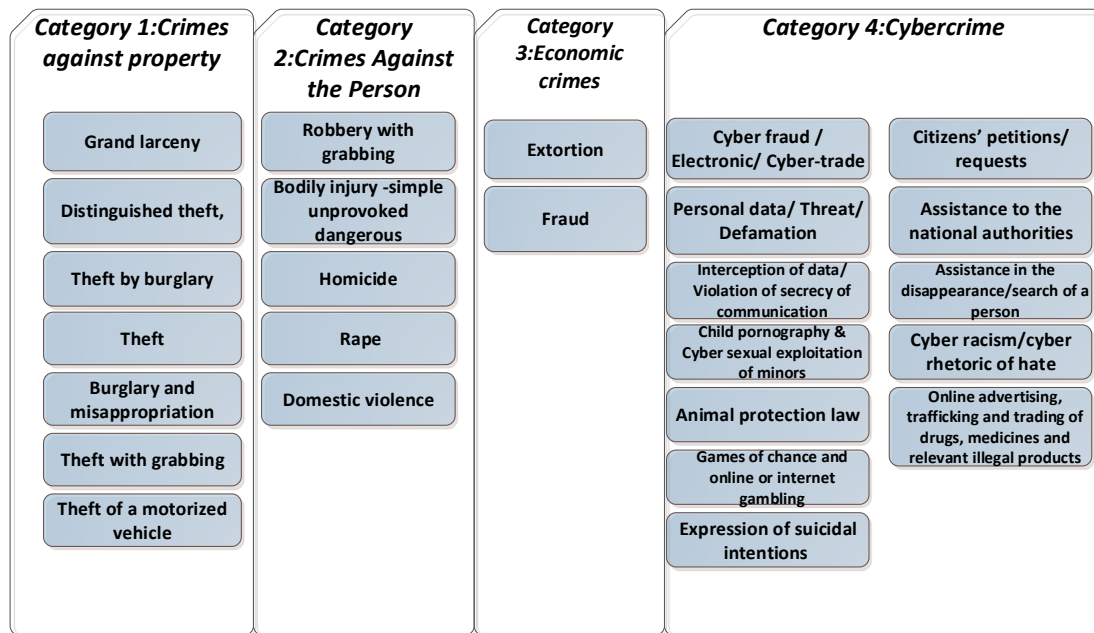 Category 1:Crimes
against property
Grand larceny
Distinguished theft,
Theft by burglary
Theft
Burglary and
misappropriation
Theft with grabbing
Theft of a motorized
vehicle
Category
2:Crimes Against
the Person
Robbery with
grabbing
Bodily injury -simple
unprovoked
dangerous
Homicide
Rape
Domestic violence
Category
3:Economic
crimes
Extortion
Fraud
Category 4:Cybercrime
Cyber fraud /
Electronic/ Cyber-trade
Personal data/ Threat/
Defamation
Interception of data/
Violation of secrecy of
communication
Child pornography &
Cyber sexual exploitation
of minors
Animal protection law
Games of chance and
online or internet
gambling
Expression of suicidal
intentions
Citizens’ petitions/
requests
Assistance to the
national authorities
Assistance in the
disappearance/search of a
person
Cyber racism/cyber
rhetoric of hate
Online advertising,
trafficking and trading of
drugs, medicines and
relevant illegal products